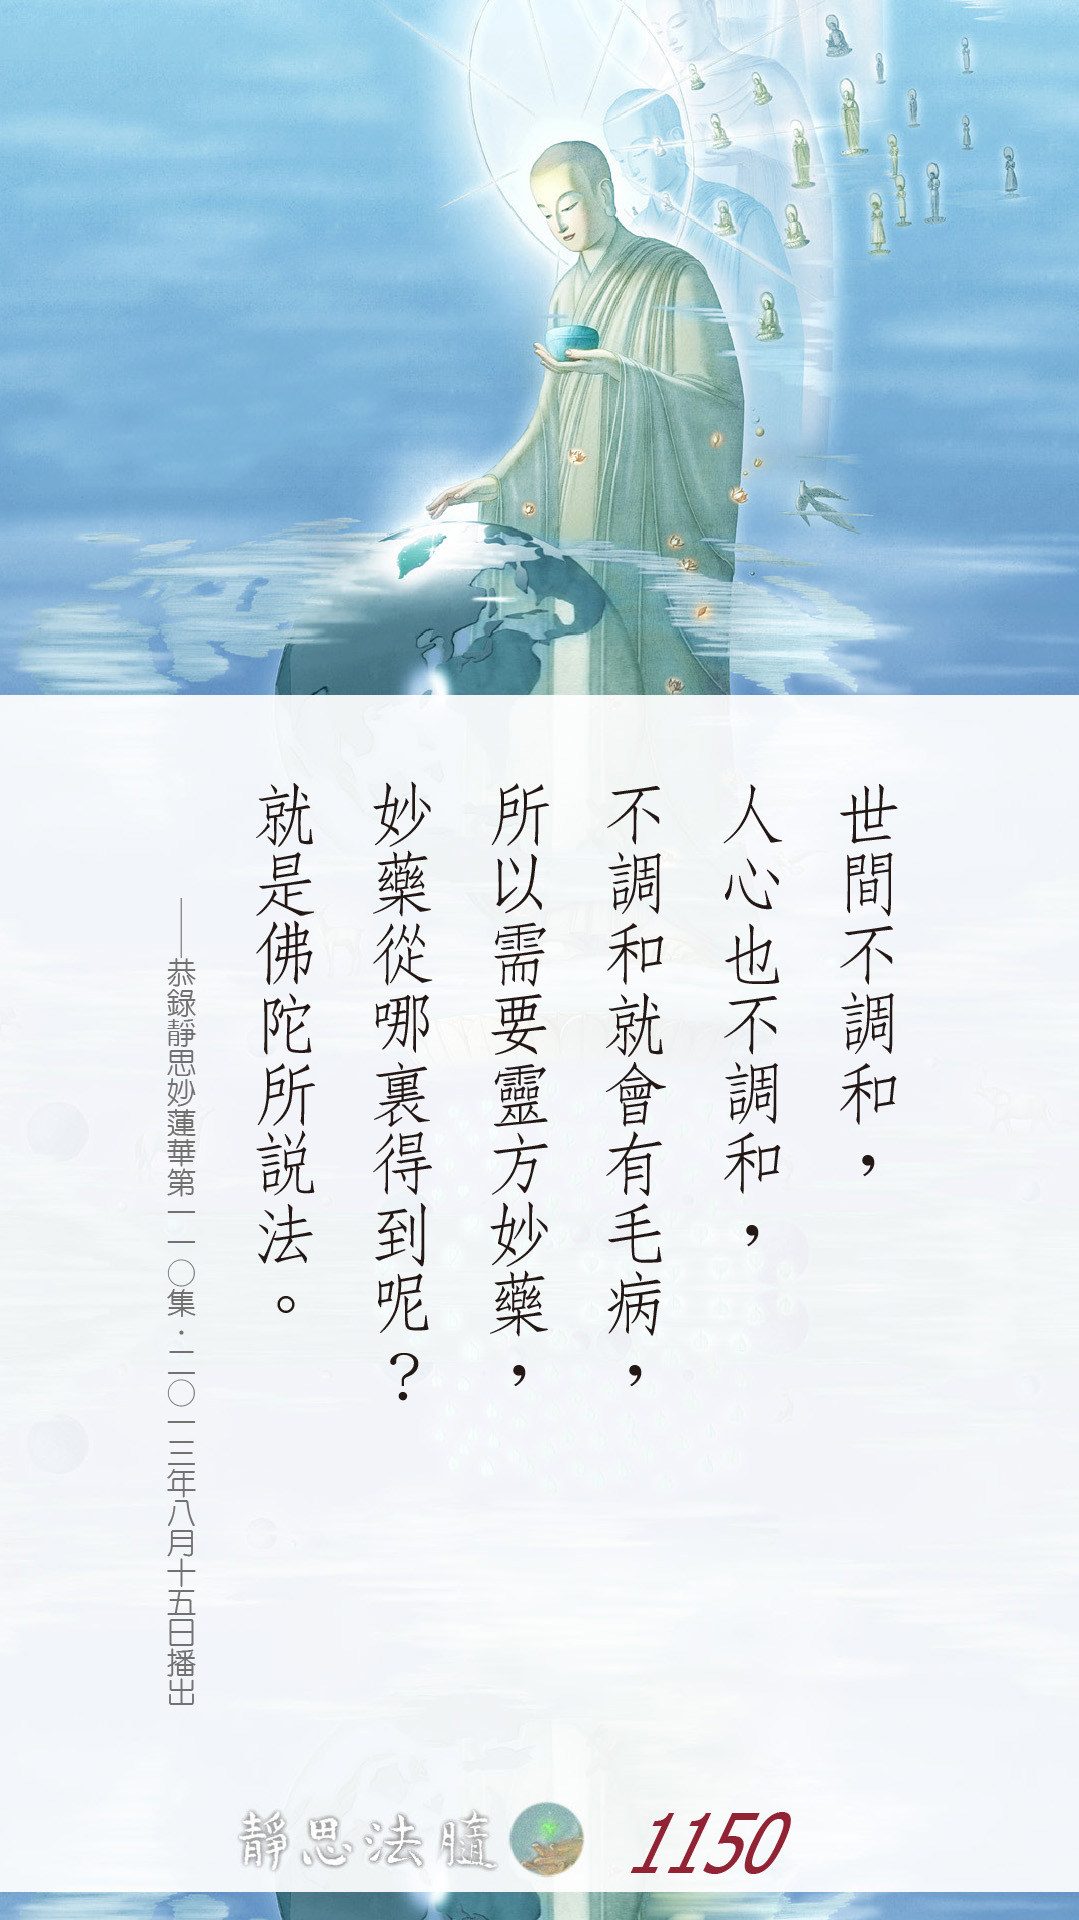 世間不調和，
人心也不調和，
不調和就會有毛病，
所以需要靈方妙藥，
妙藥從哪裏得到呢？
就是佛陀所說法。
──恭錄靜思妙蓮華第一一〇集·二〇一三年八月十五日播出
靜思法髓 1150